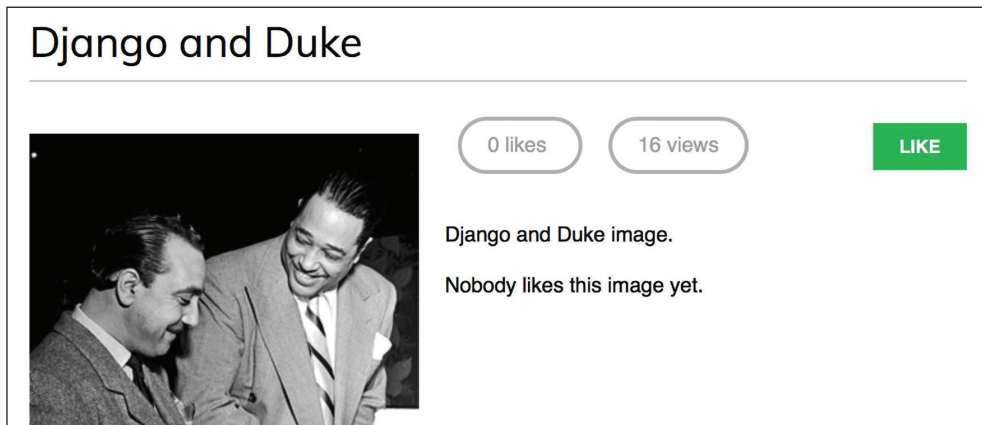 Django and Duke
0 likes
16 views
LIKE
Django and Duke image.
Nobody likes this image yet.